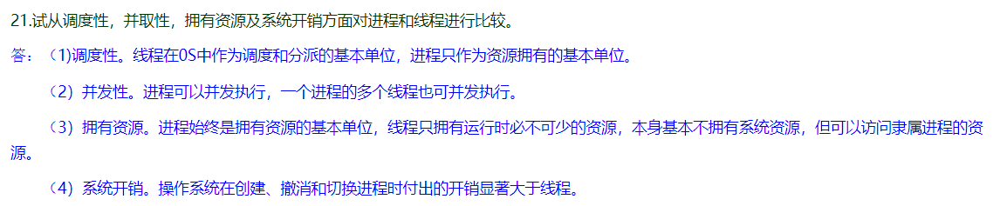 21.试从调度性，并取性，拥有资源及系统开销方面对进程和线程进行比较。
答：（1)调度性。线程在0S中作为调度和分派的基本单位，进程只作为资源拥有的基本单位。
（2）并发性。进程可以并发执行，一个进程的多个线程也可并发执行。
（3）拥有资源。进程始终是拥有资源的基本单位，线程只拥有运行时必不可少的资源，本身基本不拥有系统资源，但可以访问隶属进程的资
源。
（4）系统开销。操作系统在创建、撤消和切换进程时付出的开销显著大于线程。